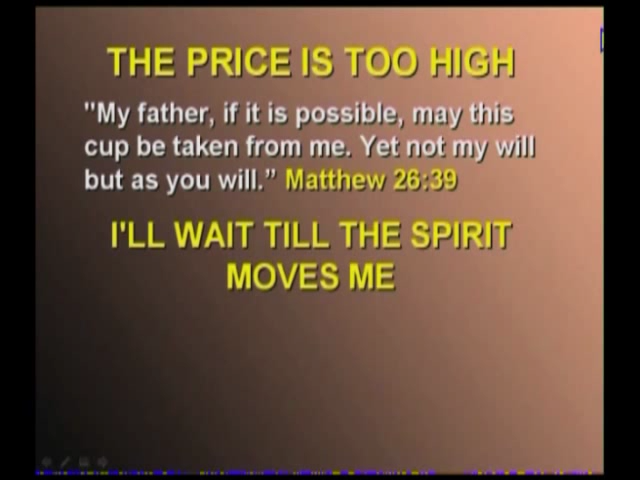 THE PRICE IS TOO HIGH
"My father, if it is possible, may this
cup be taken from me. Yet not my will
but as you will.” Matthew 26:39
I'LL WAIT TILL THE SPIRIT
MOVES ME